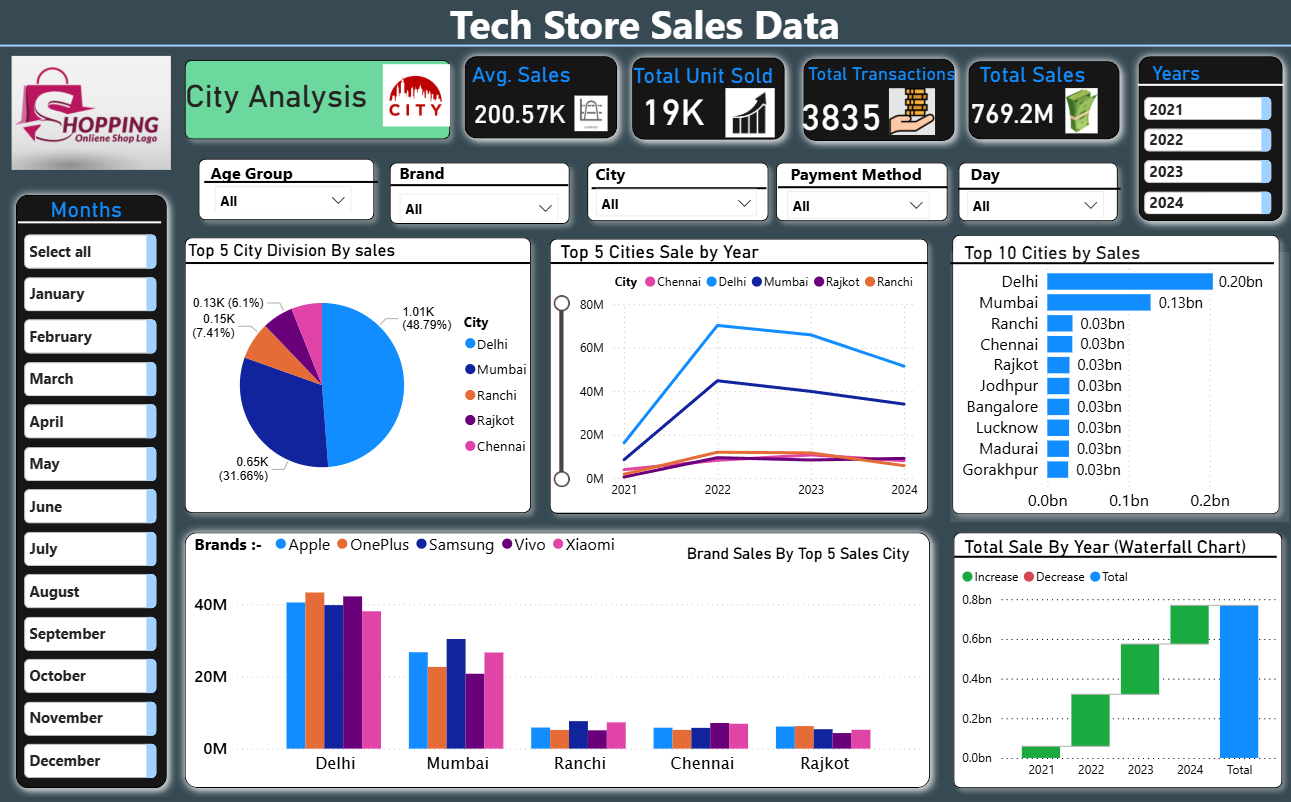 Tech Store Sales Data
SHOPPING
Onliene Shop Logo
City Analysis
CITY
Avg. Sales
200.57K
Total Unit Sold
19K
Total Transactions
3835
Total Sales
769.2M
Years
2021
2022
2023
2024
Age Group
All
Brand
All
City
All
Payment Method
All
Day
All
Months
Select all
January
February
March
April
May
June
July
August
September
October
November
December
Top 5 City Division By sales
0.13K (6.1%)
0.15K
(7.41%)
1.01K
(48.79%)
0.65K
(31.66%)
City
Delhi
Mumbai
Ranchi
Rajkot
Chennai
Top 5 Cities Sale by Year
City Chennai Delhi Mumbai Rajkot Ranchi
80M
60M
40M
20M
0M
2021 2022 2023 2024
Top 10 Cities by Sales
Delhi 0.20bn
Mumbai 0.13bn
Ranchi 0.03bn
Chennai 0.03bn
Rajkot 0.03bn
Jodhpur 0.03bn
Bangalore 0.03bn
Lucknow 0.03bn
Madurai 0.03bn
Gorakhpur 0.03bn
0.0bn 0.1bn 0.2bn
Brands :- Apple OnePlus Samsung Vivo Xiaomi
Brand Sales By Top 5 Sales City
40M
20M
0M
Delhi Mumbai Ranchi Chennai Rajkot
Total Sale By Year (Waterfall Chart)
Increase Decrease Total
0.8bn
0.6bn
0.4bn
0.2bn
0.0bn
2021 2022 2023 2024 Total